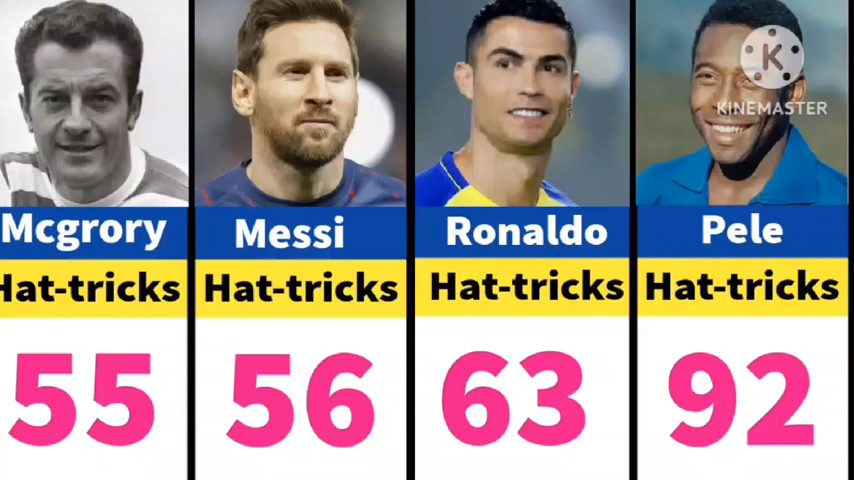 K
KINEMASTER
Mcgrory
Messi
Ronaldo
Pele
Hat-tricks
Hat-tricks
Hat-tricks
Hat-tricks
55
56
63
92